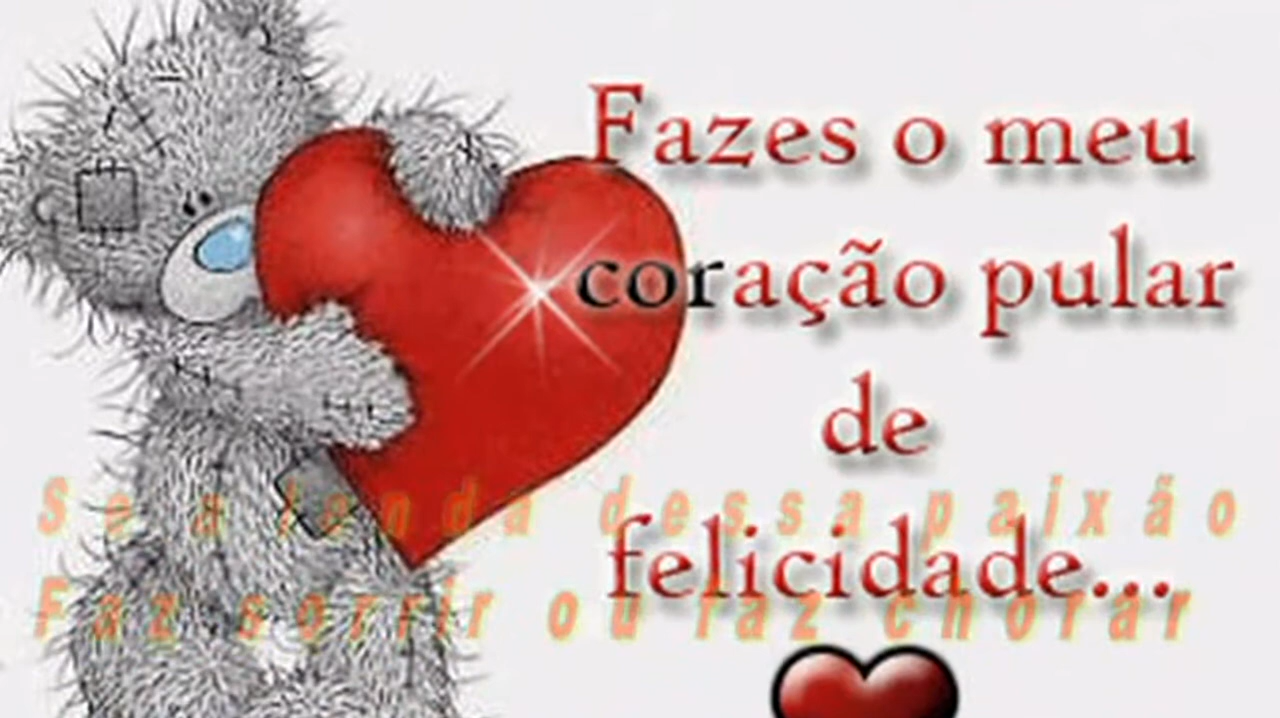 Fazes o meu
coração pular
de
felicidade...
Se a lenda dessa paixão
Faz sorrir ou faz chorar